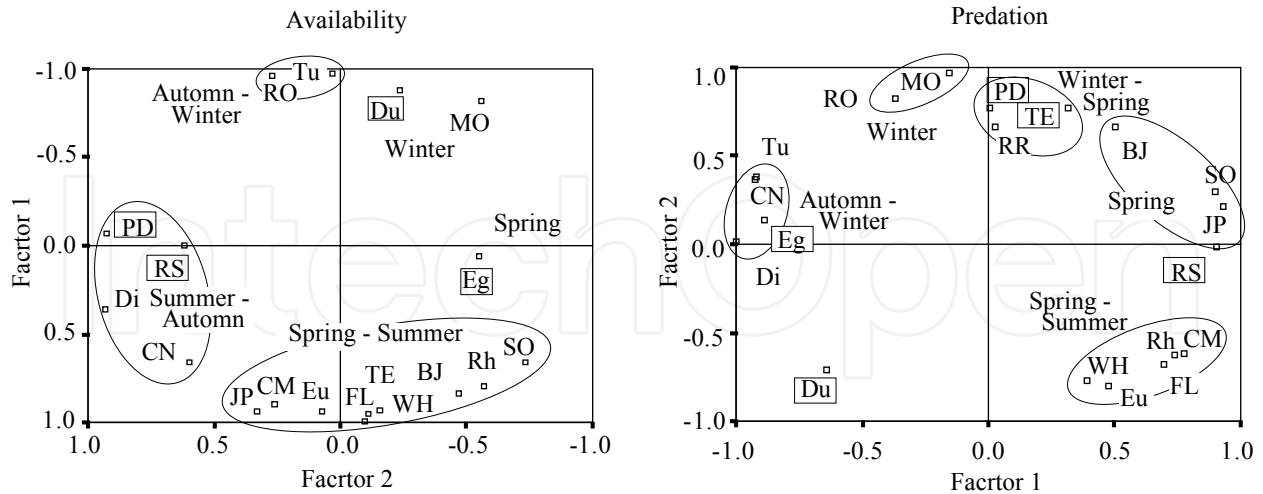 Availability
-1.0
-0.5
0.0
0.5
1.0
Facrtor 1
Automn -
Winter
Tu
RO
Du
MO
Winter
Spring
PD
RS
Di
Summer -
Automn
CN
Eg
Spring - Summer
JP
CM
Eu
FL
TE
WH
BJ
Rh
SO
1.0
0.5
0.0
-0.5
-1.0
Facrtor 2
Predation
1.0
0.5
0.0
-0.5
-1.0
Facrtor 2
RO
MO
Winter
PD
TE
RR
Winter -
Spring
BJ
SO
Spring
JP
RS
Tu
CN
Automn -
Winter
Eg
Di
Spring -
Summer
Rh
CM
WH
FL
Eu
Du
-1.0
-0.5
0.0
0.5
1.0
Facrtor 1
IntechOpen